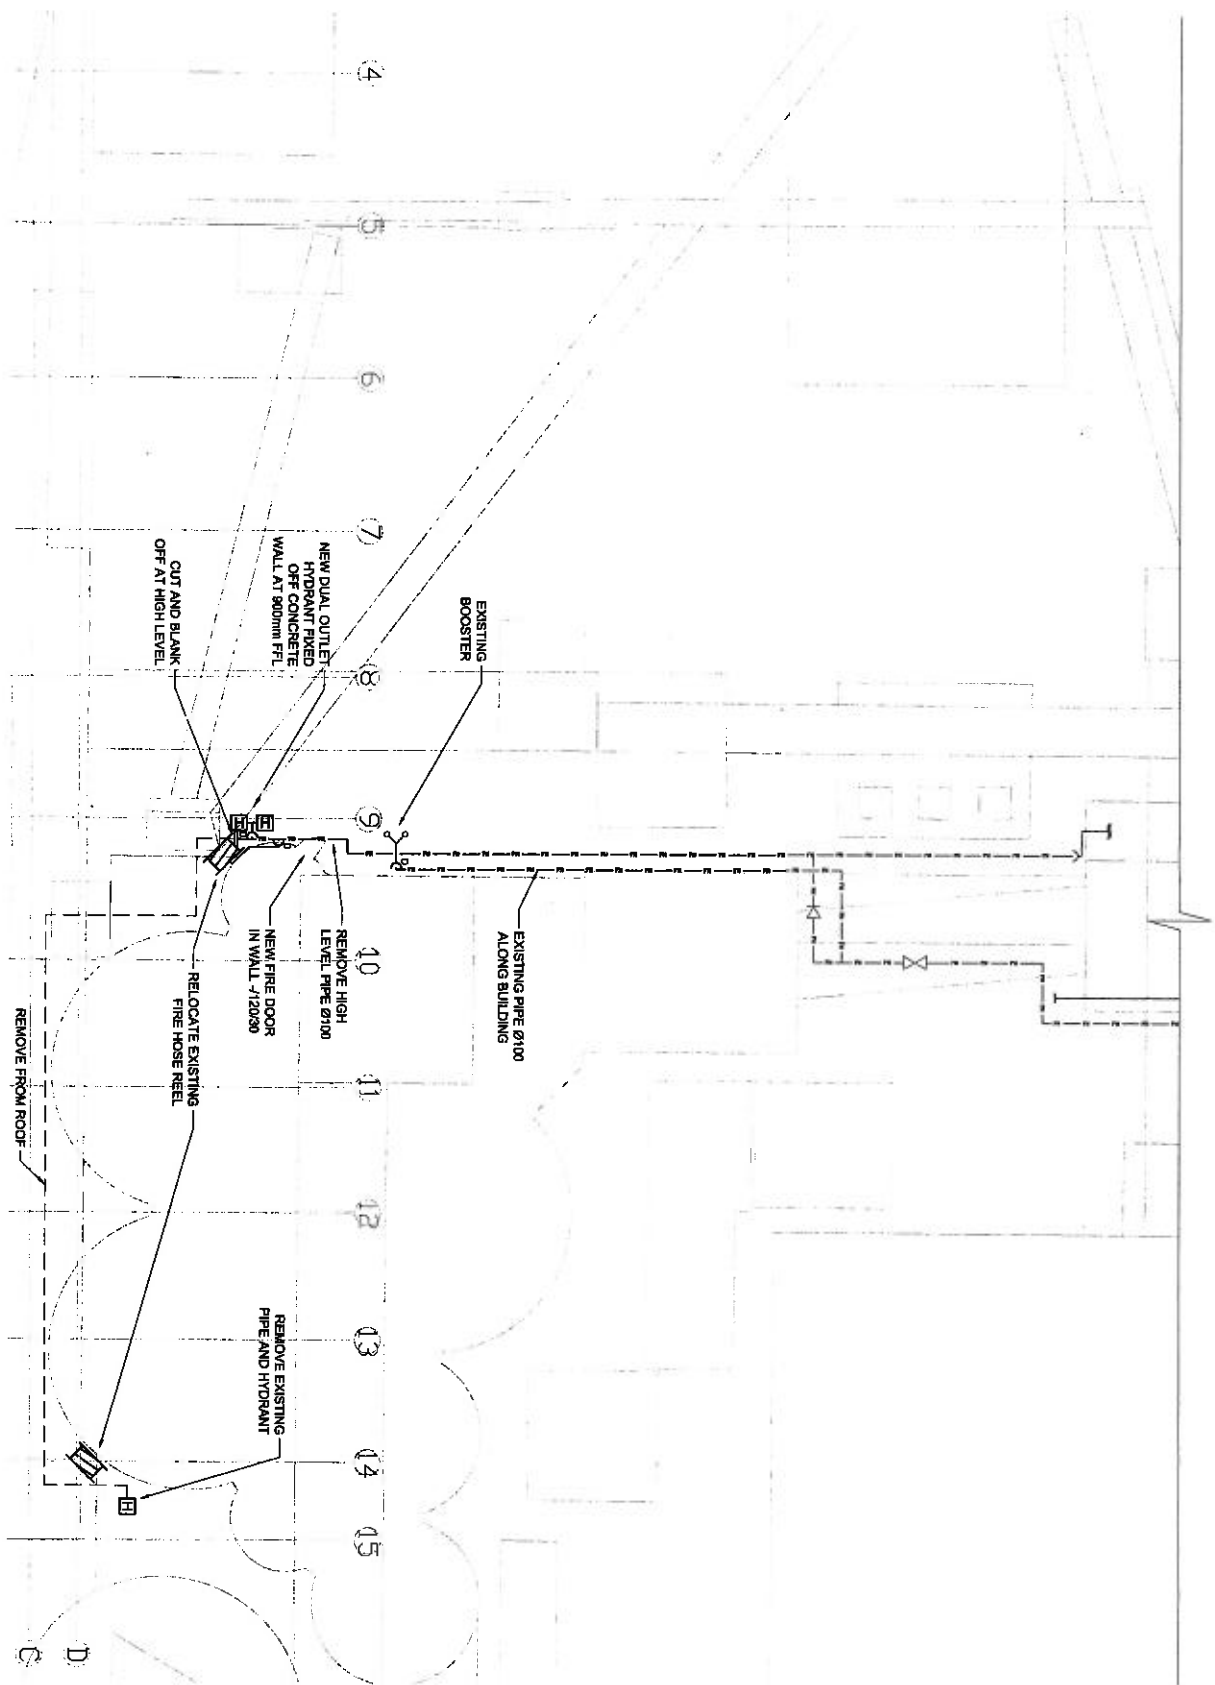 4
5
6
7
8
9
10
11
12
13
14
15
D
C
EXISTING
BOOSTER
NEW DUAL OUTLET
HYDRANT FIXED
OFF CONCRETE
WALL AT 900mm FFL
CUT AND BLANK
OFF AT HIGH LEVEL
H
H
EXISTING PIPE Ø100
ALONG BUILDING
REMOVE HIGH
LEVEL PIPE Ø100
NEW FIRE DOOR
IN WALL -/120/30
RELOCATE EXISTING
FIRE HOSE REEL
REMOVE FROM ROOF
REMOVE EXISTING
PIPE AND HYDRANT
H